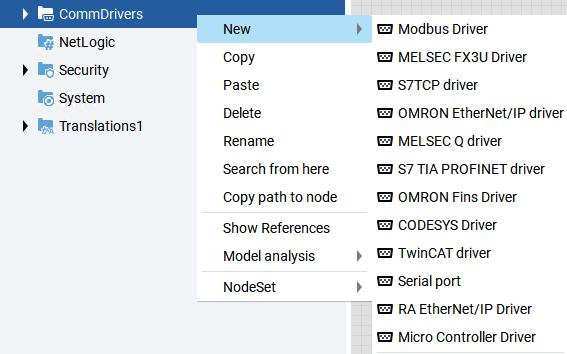 CommDrivers
NetLogic
Security
System
Translations1
New
Copy
Paste
Delete
Rename
Search from here
Copy path to node
Show References
Model analysis
NodeSet
Modbus Driver
MELSEC FX3U Driver
S7TCP driver
OMRON EtherNet/IP driver
MELSEC Q driver
S7 TIA PROFINET driver
OMRON Fins Driver
CODESYS Driver
TwinCAT driver
Serial port
RA EtherNet/IP Driver
Micro Controller Driver